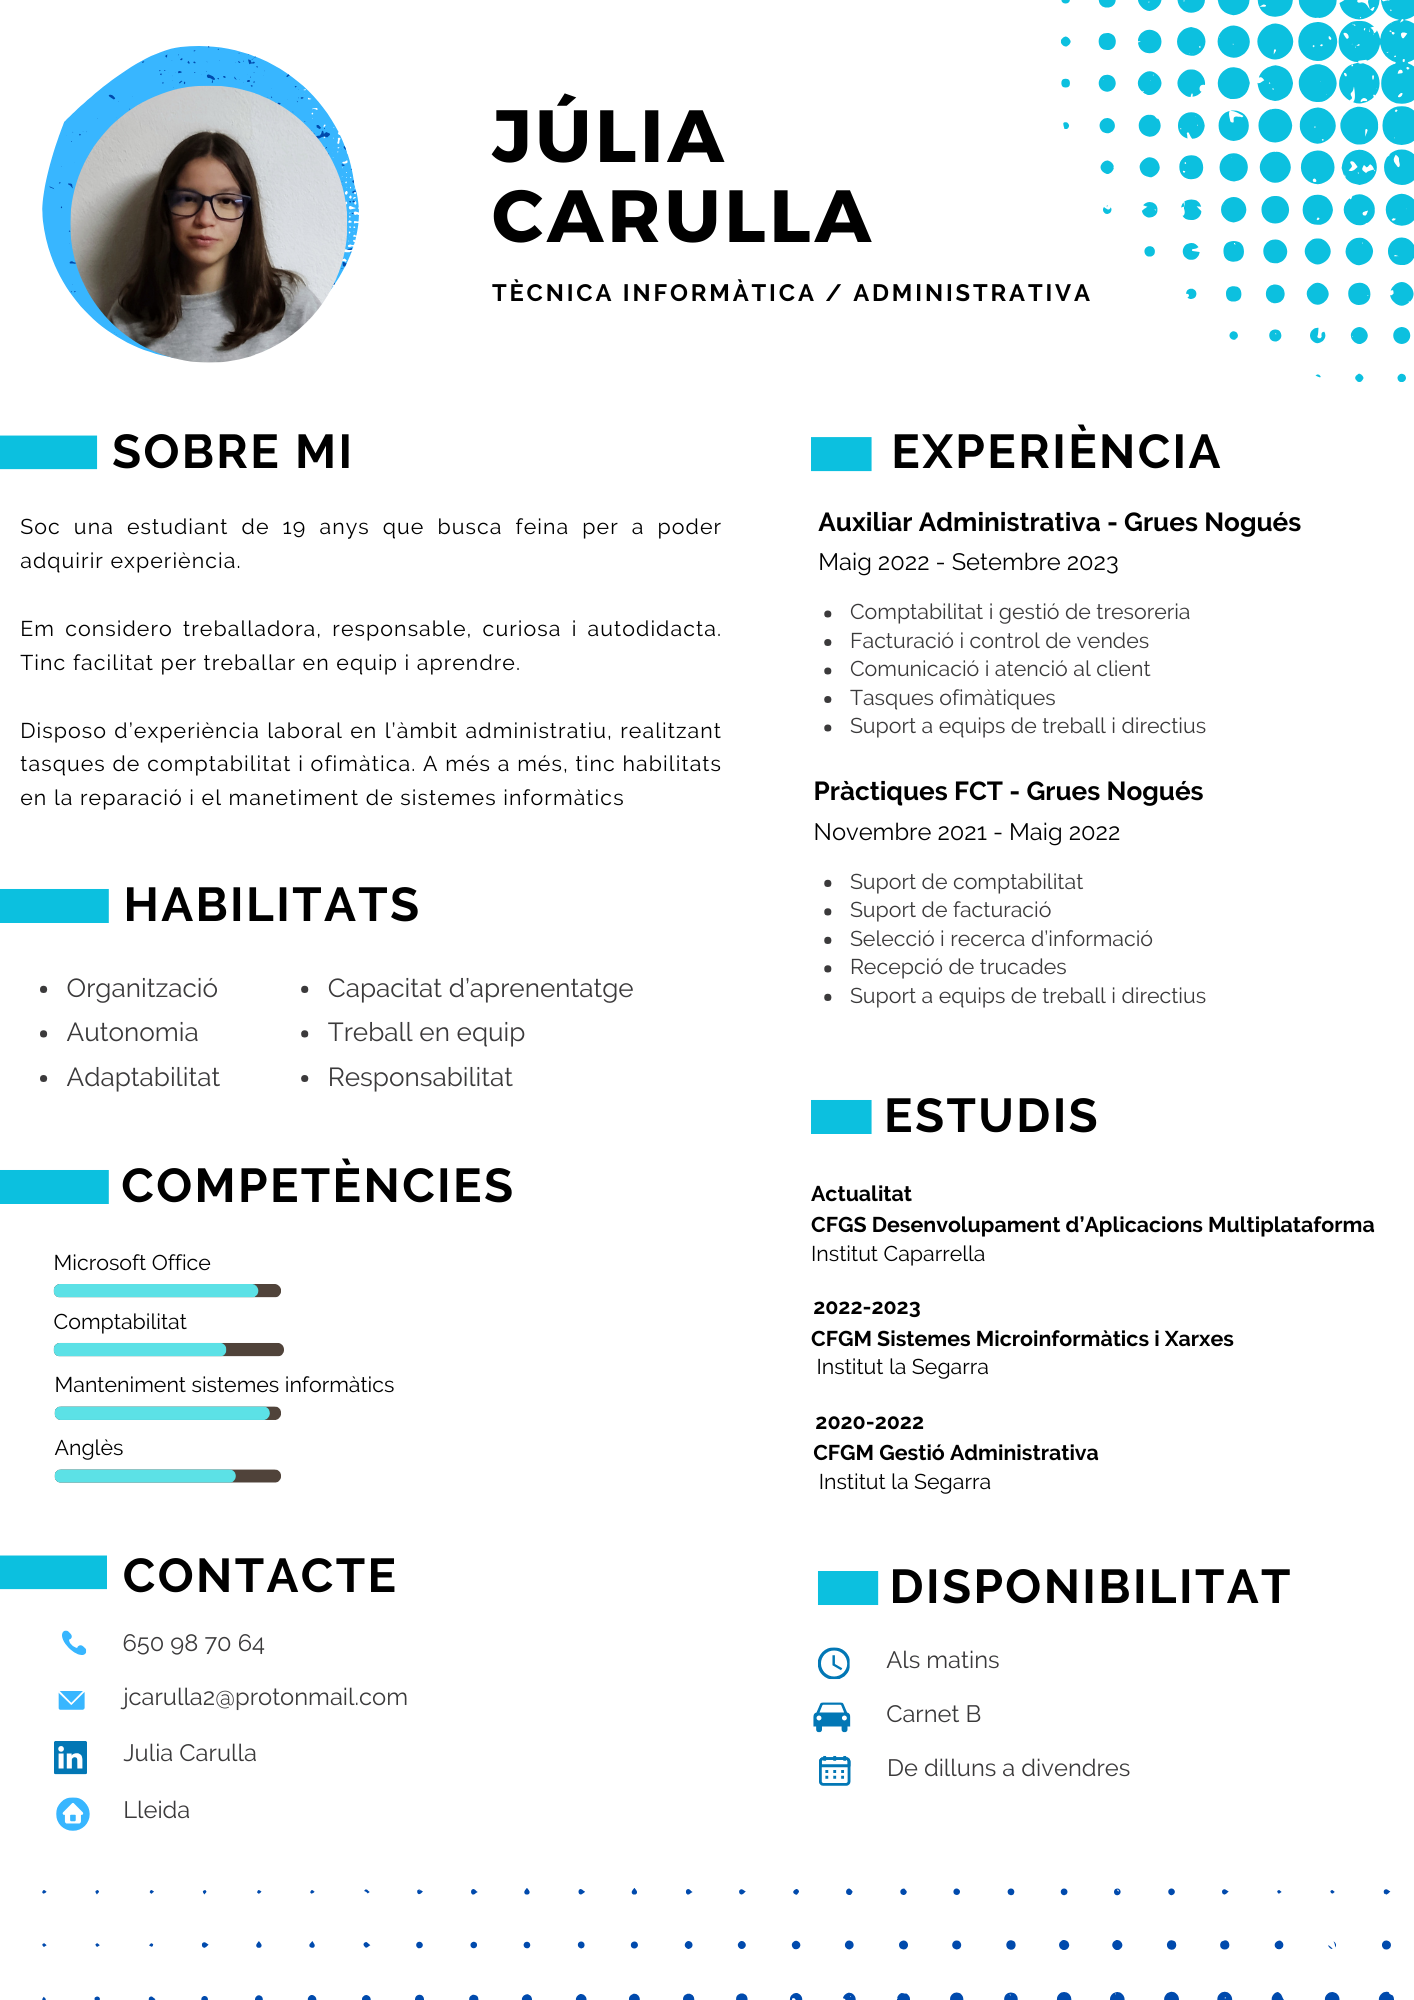 JÚLIA
CARULLA
TÈCNICA INFORMÀTICA / ADMINISTRATIVA
SOBRE MI
Soc una estudiant de 19 anys que busca feina per a poder
adquirir experiència.
Em considero treballadora, responsable, curiosa i autodidacta.
Tinc facilitat per treballar en equip i aprendre.
Disposo d'experiència laboral en l'àmbit administratiu, realitzant
tasques de comptabilitat i ofimàtica. A més a més, tinc habilitats
en la reparació i el manetiment de sistemes informàtics
HABILITATS
• Organització
• Autonomia
• Adaptabilitat
• Capacitat d'aprenentatge
• Treball en equip
• Responsabilitat
COMPETÈNCIES
Microsoft Office
Comptabilitat
Manteniment sistemes informàtics
Anglès
CONTACTE
650 98 70 64
jcarulla2@protonmail.com
in
Julia Carulla
Lleida
EXPERIÈNCIA
Auxiliar Administrativa - Grues Nogués
Maig 2022 - Setembre 2023
• Comptabilitat i gestió de tresoreria
• Facturació i control de vendes
• Comunicació i atenció al client
• Tasques ofimàtiques
• Suport a equips de treball i directius
Pràctiques FCT - Grues Nogués
Novembre 2021 - Maig 2022
• Suport de comptabilitat
• Suport de facturació
• Selecció i recerca d'informació
• Recepció de trucades
• Suport a equips de treball i directius
ESTUDIS
Actualitat
CFGS Desenvolupament d'Aplicacions Multiplataforma
Institut Caparrella
2022-2023
CFGM Sistemes Microinformàtics i Xarxes
Institut la Segarra
2020-2022
CFGM Gestió Administrativa
Institut la Segarra
DISPONIBILITAT
Als matins
Carnet B
De dilluns a divendres